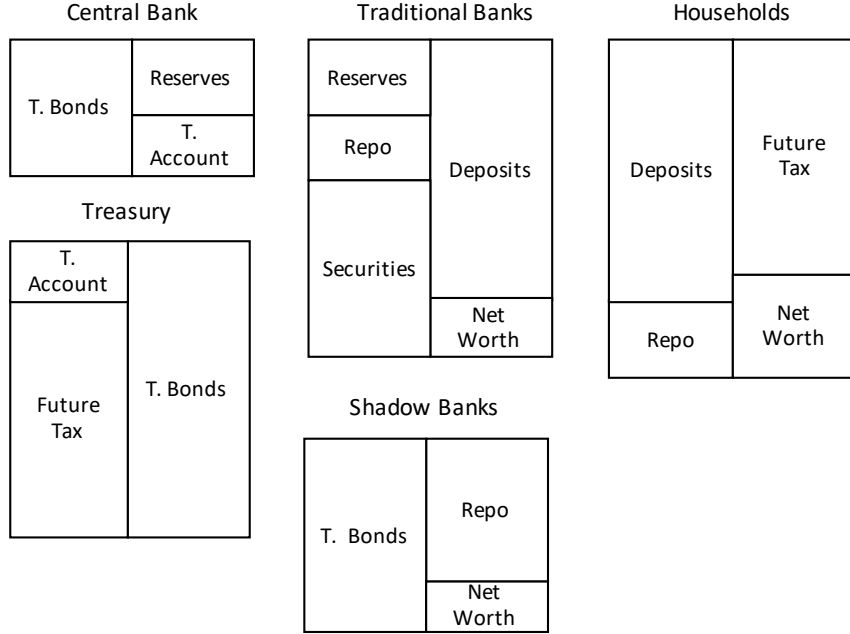 Central Bank
T. Bonds
Reserves
T.
Account
Treasury
T.
Account
Future
Tax
T. Bonds
Traditional Banks
Reserves
Repo
Securities
Deposits
Net
Worth
Shadow Banks
T. Bonds
Repo
Net
Worth
Households
Deposits
Repo
Future
Tax
Net
Worth